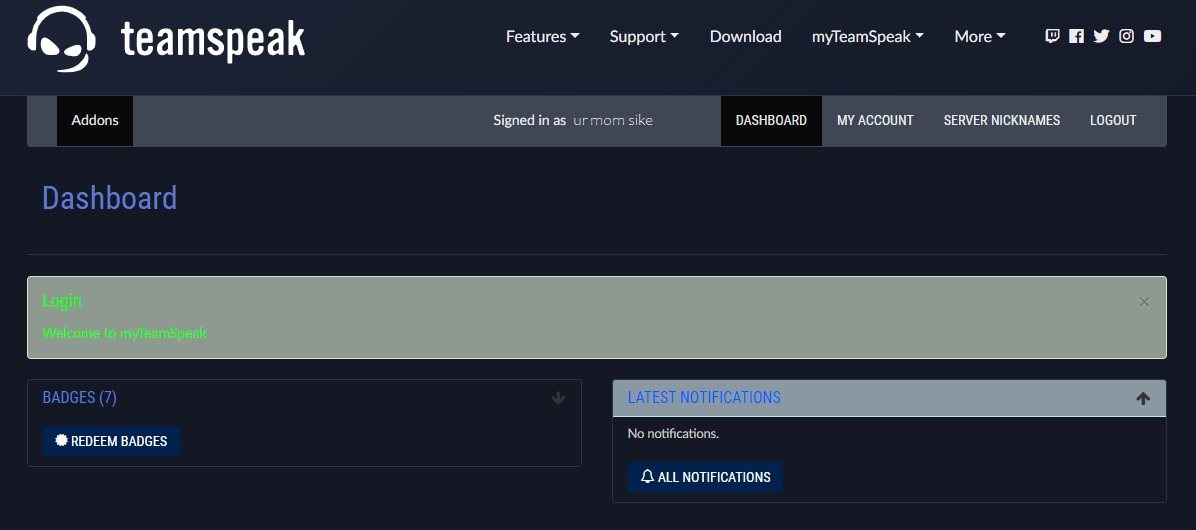 teamspeak
Features Support Download myTeamSpeak More
Addons Signed in as ur mom sike DASHBOARD MY ACCOUNT SERVER NICKNAMES LOGOUT
Dashboard
Login ×
Welcome to myTeamSpeak
BADGES (7)
REDEEM BADGES
LATEST NOTIFICATIONS
No notifications.
ALL NOTIFICATIONS